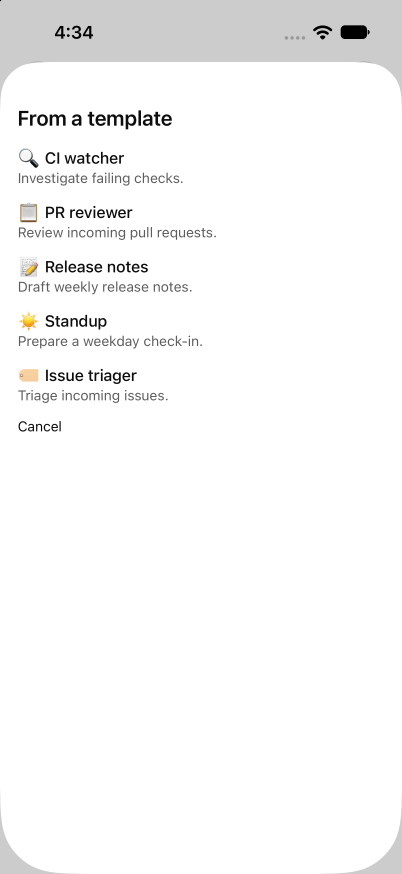 4:34
From a template
🔍 CI watcher
Investigate failing checks.
📋 PR reviewer
Review incoming pull requests.
📝 Release notes
Draft weekly release notes.
☀️ Standup
Prepare a weekday check-in.
🏷️ Issue triager
Triage incoming issues.
Cancel